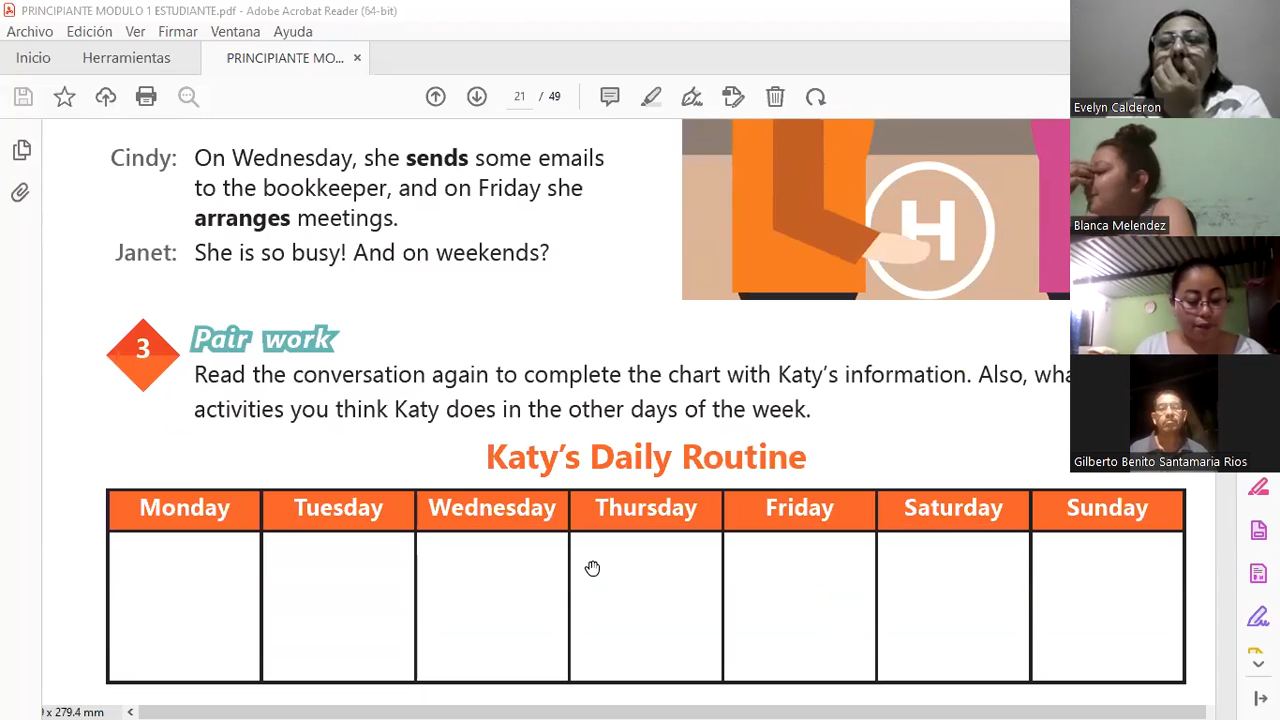 PRINCIPIANTE MODULO 1 ESTUDIANTE.pdf - Adobe Acrobat Reader (64-bit)
Archivo Edición Ver Firmar Ventana Ayuda
Inicio Herramientas PRINCIPIANTE MO... ×
21 / 49
Cindy: On Wednesday, she sends some emails
to the bookkeeper, and on Friday she
arranges meetings.
Janet: She is so busy! And on weekends?
H
3 Pair work
Read the conversation again to complete the chart with Katy's information. Also, wha
activities you think Katy does in the other days of the week.
Katy's Daily Routine
Monday Tuesday Wednesday Thursday Friday Saturday Sunday
Evelyn Calderon
Blanca Melendez
Gilberto Benito Santamaria Rios
x 279.4 mm